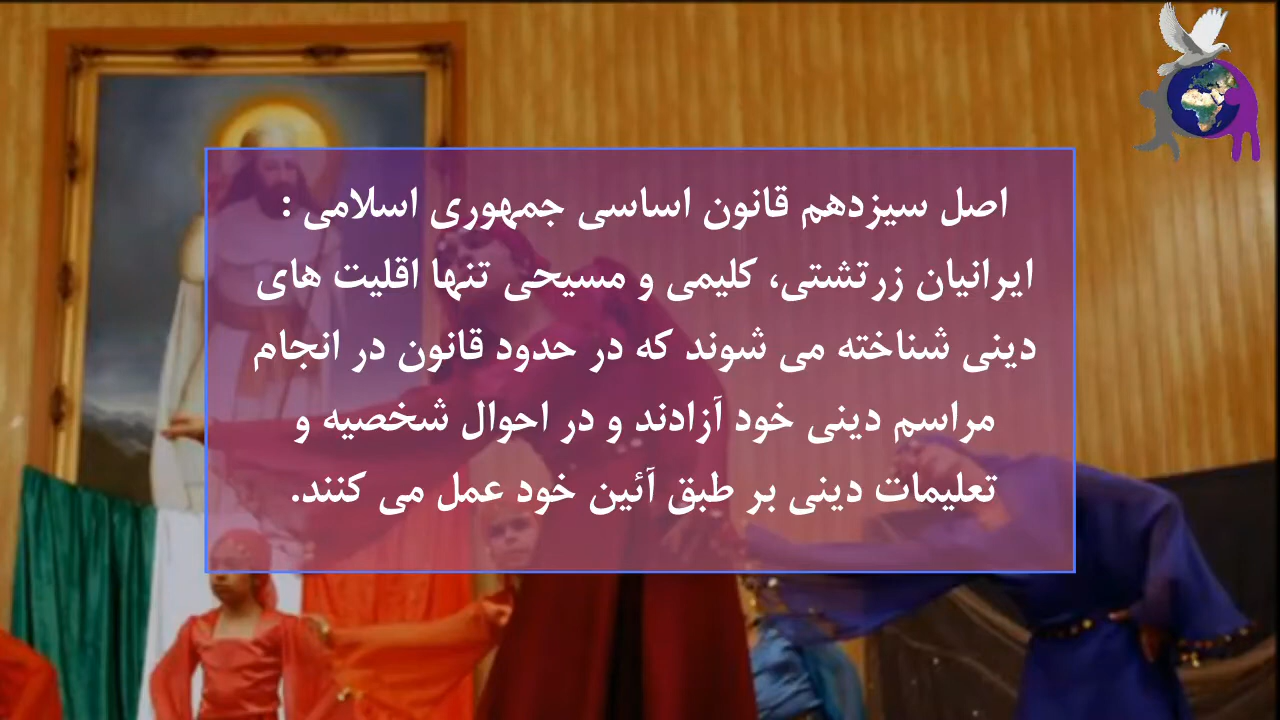 اصل سیزدهم قانون اساسی جمهوری اسلامی :
ایرانیان زرتشتی، کلیمی و مسیحی تنها اقلیت های
دینی شناخته می شوند که در حدود قانون در انجام
مراسم دینی خود آزادند و در احوال شخصیه و
تعلیمات دینی بر طبق آئین خود عمل می کنند.